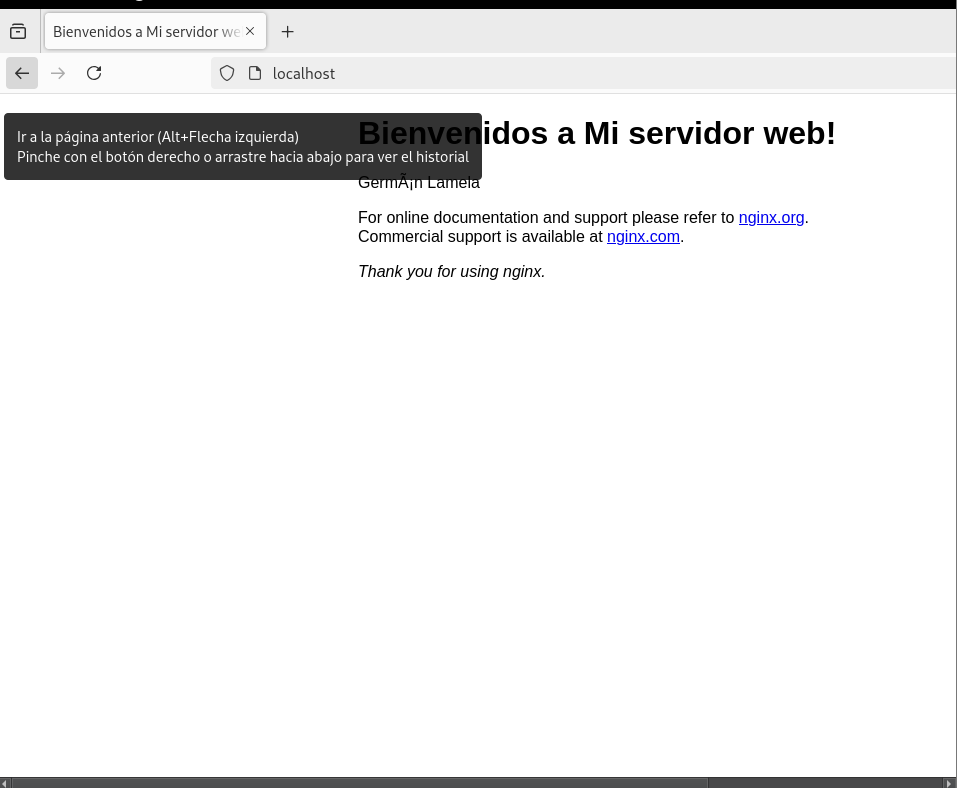 Bienvenidos a Mi servidor we
localhost
Ir a la página anterior (Alt+Flecha izquierda)
Pinche con el botón derecho o arrastre hacia abajo para ver el historial
Bienvenidos a Mi servidor web!
GermÃ¡n Lamela
For online documentation and support please refer to nginx.org.
Commercial support is available at nginx.com.
Thank you for using nginx.